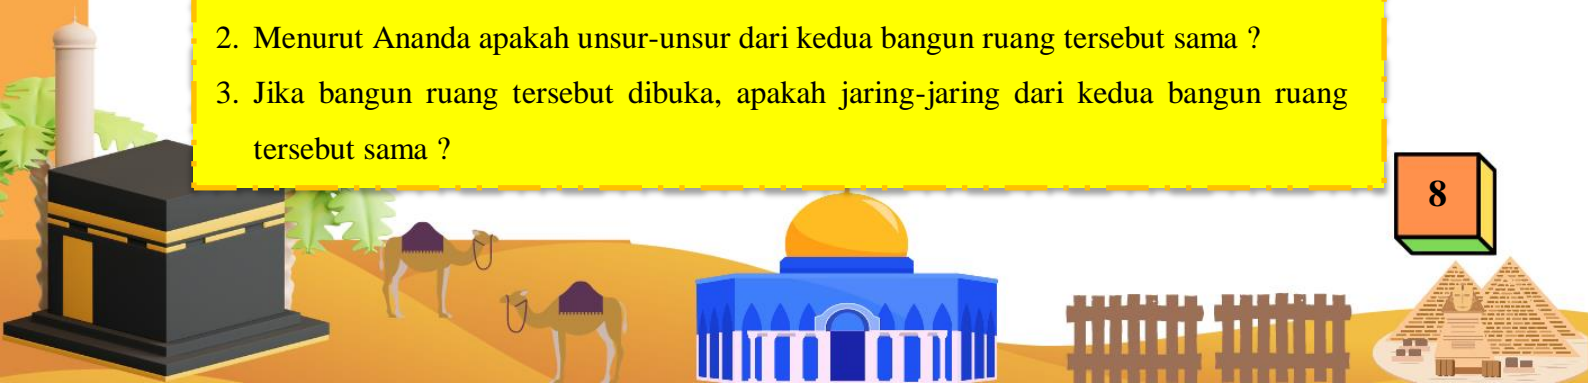 2. Menurut Ananda apakah unsur-unsur dari kedua bangun ruang tersebut sama ?
3. Jika bangun ruang tersebut dibuka, apakah jaring-jaring dari kedua bangun ruang
tersebut sama ?
8